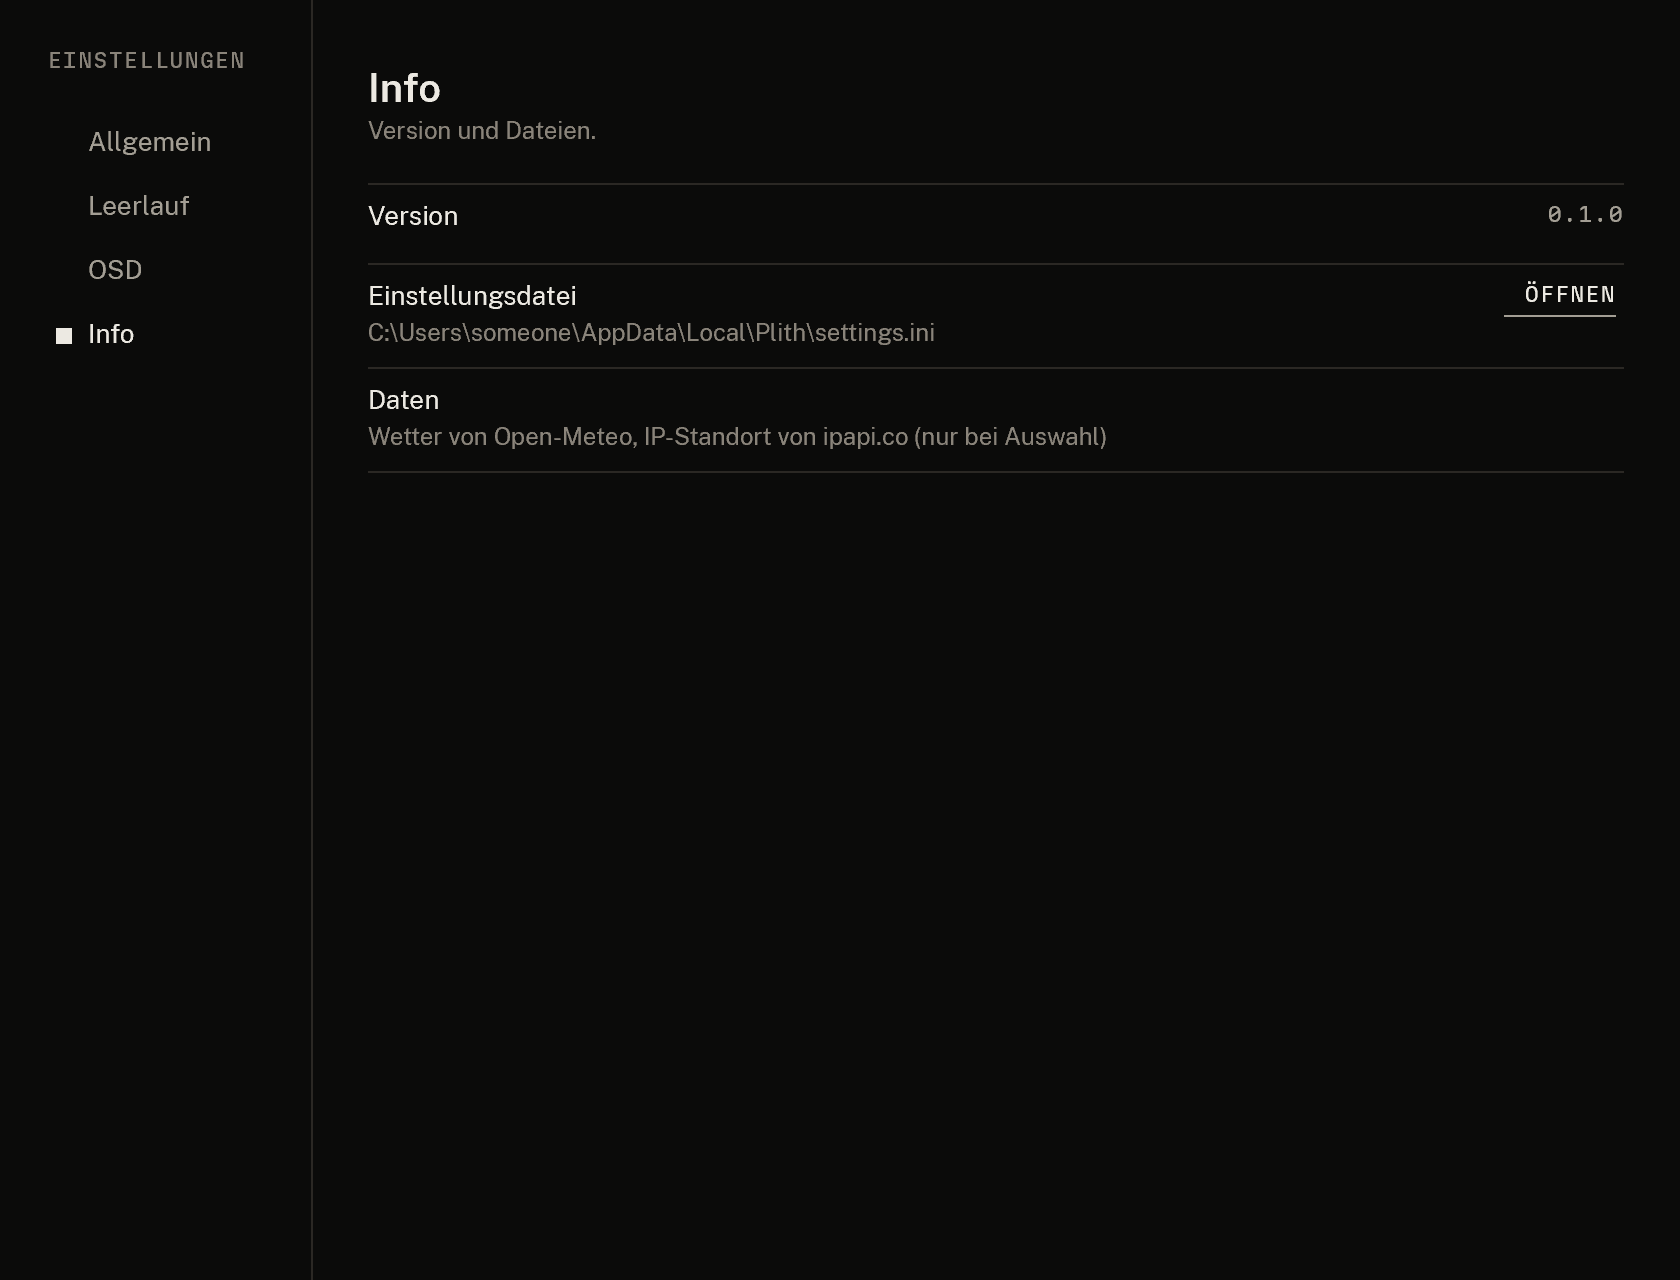 EINSTELLUNGEN
Allgemein
Leerlauf
OSD
Info
Info
Version und Dateien.
Version
0.1.0
Einstellungsdatei
ÖFFNEN
C:\Users\someone\AppData\Local\Plith\settings.ini
Daten
Wetter von Open-Meteo, IP-Standort von ipapi.co (nur bei Auswahl)